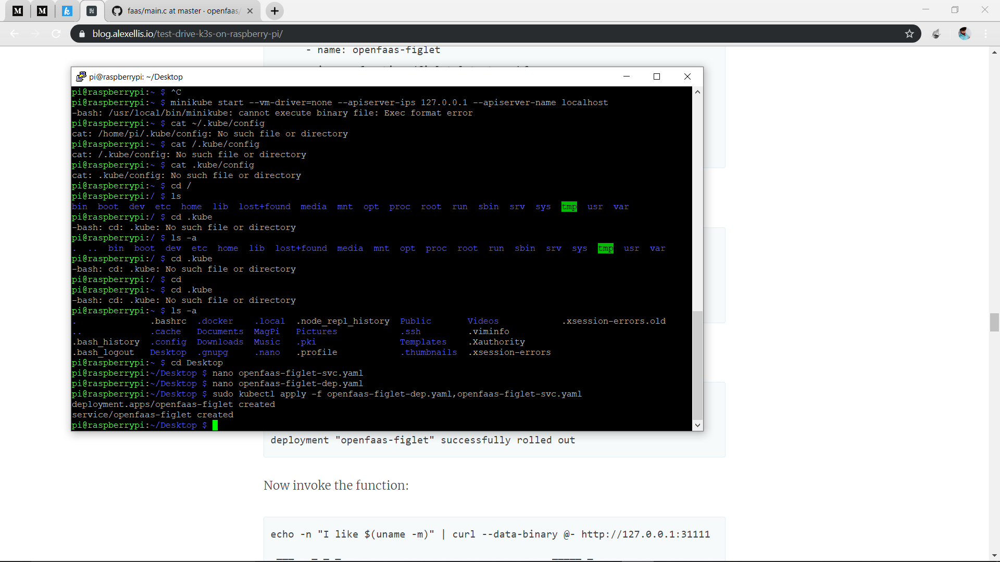 M
M
k
faas/main.c at master · openfaas/
blog.alexellis.io/test-drive-k3s-on-raspberry-pi/
- name: openfaas-figlet
pi@raspberrypi: ~/Desktop
pi@raspberrypi:~ $ ^C
pi@raspberrypi:~ $ minikube start --vm-driver=none --apiserver-ips 127.0.0.1 --apiserver-name localhost
-bash: /usr/local/bin/minikube: cannot execute binary file: Exec format error
pi@raspberrypi:~ $ cat ~/.kube/config
cat: /home/pi/.kube/config: No such file or directory
pi@raspberrypi:~ $ cat /.kube/config
cat: /.kube/config: No such file or directory
pi@raspberrypi:~ $ cat .kube/config
cat: .kube/config: No such file or directory
pi@raspberrypi:~ $ cd /
pi@raspberrypi:/ $ ls
bin boot dev etc home lib lost+found media mnt opt proc root run sbin srv sys tmp usr var
pi@raspberrypi:/ $ cd .kube
-bash: cd: .kube: No such file or directory
pi@raspberrypi:/ $ ls -a
. .. bin boot dev etc home lib lost+found media mnt opt proc root run sbin srv sys tmp usr var
pi@raspberrypi:/ $ cd .kube
-bash: cd: .kube: No such file or directory
pi@raspberrypi:/ $ cd
pi@raspberrypi:~ $ cd .kube
-bash: cd: .kube: No such file or directory
pi@raspberrypi:~ $ ls -a
. .bashrc .docker .local .node_repl_history Public Videos .xsession-errors.old
.. .cache Documents MagPi Pictures .ssh .viminfo
.bash_history .config Downloads Music .pki Templates .Xauthority
.bash_logout Desktop .gnupg .nano .profile .thumbnails .xsession-errors
pi@raspberrypi:~ $ cd Desktop
pi@raspberrypi:~/Desktop $ nano openfaas-figlet-svc.yaml
pi@raspberrypi:~/Desktop $ nano openfaas-figlet-dep.yaml
pi@raspberrypi:~/Desktop $ sudo kubectl apply -f openfaas-figlet-dep.yaml,openfaas-figlet-svc.yaml
deployment.apps/openfaas-figlet created
service/openfaas-figlet created
pi@raspberrypi:~/Desktop $
deployment "openfaas-figlet" successfully rolled out
Now invoke the function:
echo -n "I like $(uname -m)" | curl --data-binary @- http://127.0.0.1:31111